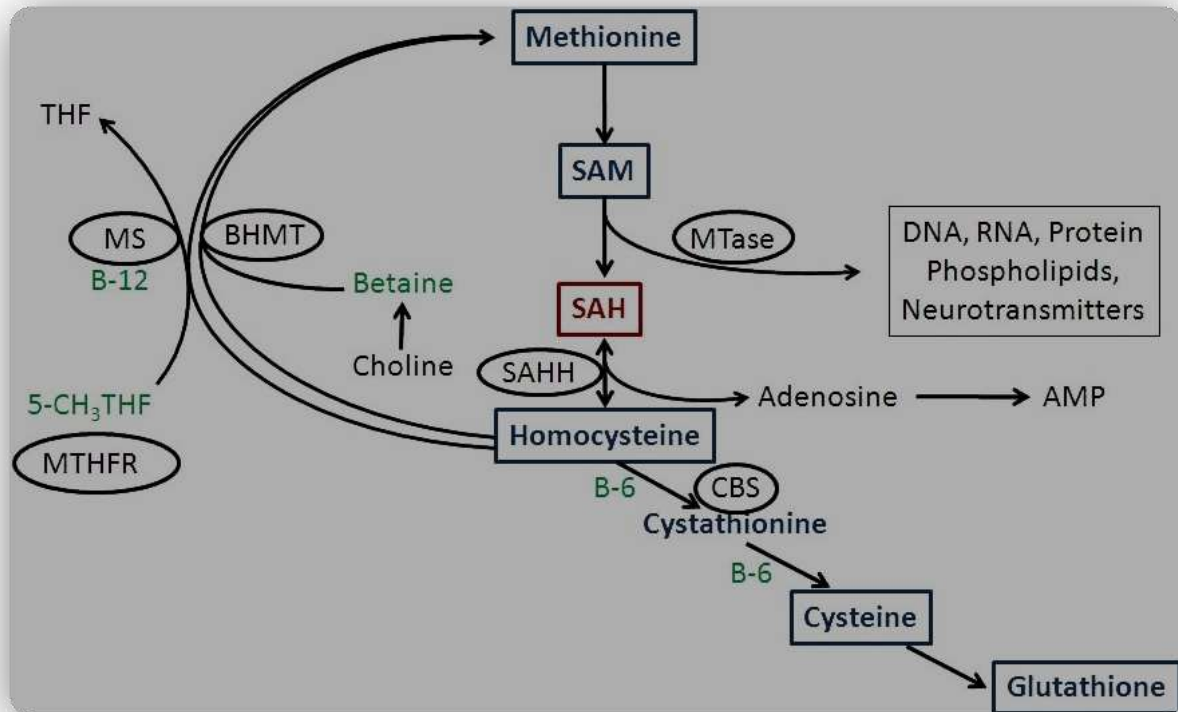 Methionine
THF
SAM
MS
BHMT
MTase
DNA, RNA, Protein
Phospholipids,
Neurotransmitters
B-12
Betaine
SAH
Choline
SAHH
5-CH₃THF
Adenosine
AMP
Homocysteine
MTHFR
B-6
CBS
Cystathionine
B-6
Cysteine
Glutathione